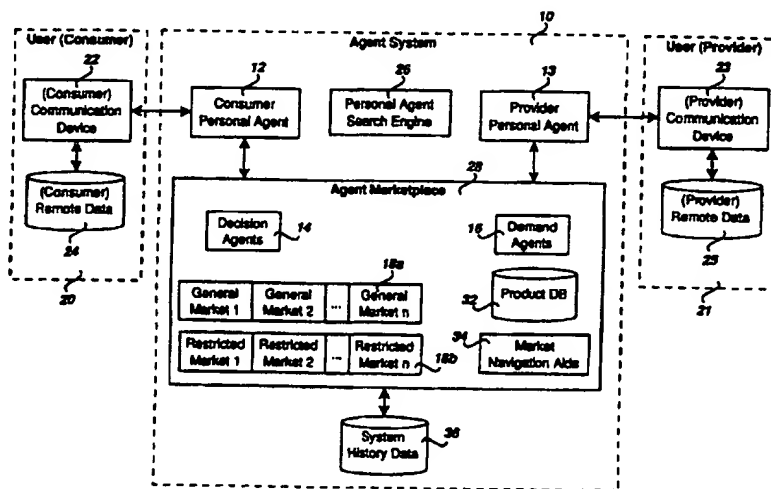 10
User (Consumer)
Agent System
User (Provider)
22
12
26
13
23
(Consumer)
Communication
Device
Consumer
Personal Agent
Personal Agent
Search Engine
Provider
Personal Agent
(Provider)
Communication
Device
28
Agent Marketplace
(Consumer)
Remote Data
24
20
Decision
Agents
14
16
Demand
Agents
(Provider)
Remote Data
25
21
18a
General
Market 1
General
Market 2
...
General
Market n
32
Product DB
Restricted
Market 1
Restricted
Market 2
...
Restricted
Market n
18b
34
Market
Navigation Aids
System
History Data
36